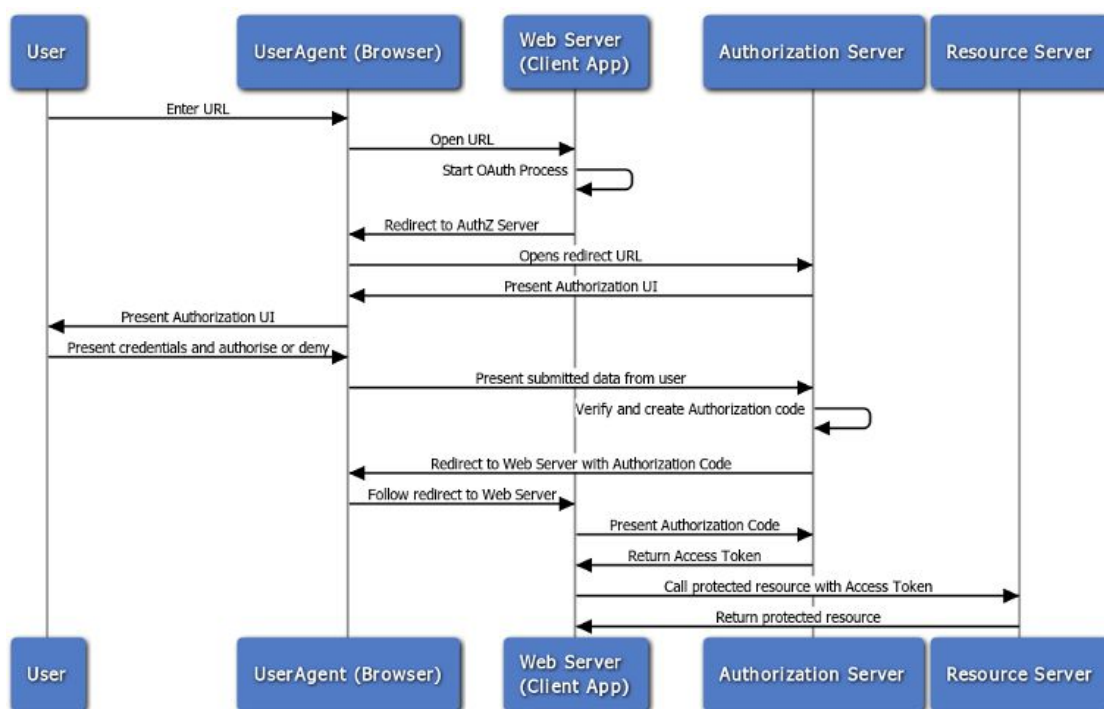 User
UserAgent (Browser)
Web Server
(Client App)
Authorization Server
Resource Server
Enter URL
Open URL
Start OAuth Process
Redirect to AuthZ Server
Opens redirect URL
Present Authorization UI
Present Authorization UI
Present credentials and authorise or deny
Present submitted data from user
Verify and create Authorization code
Redirect to Web Server with Authorization Code
Follow redirect to Web Server
Present Authorization Code
Return Access Token
Call protected resource with Access Token
Return protected resource
User
UserAgent (Browser)
Web Server
(Client App)
Authorization Server
Resource Server